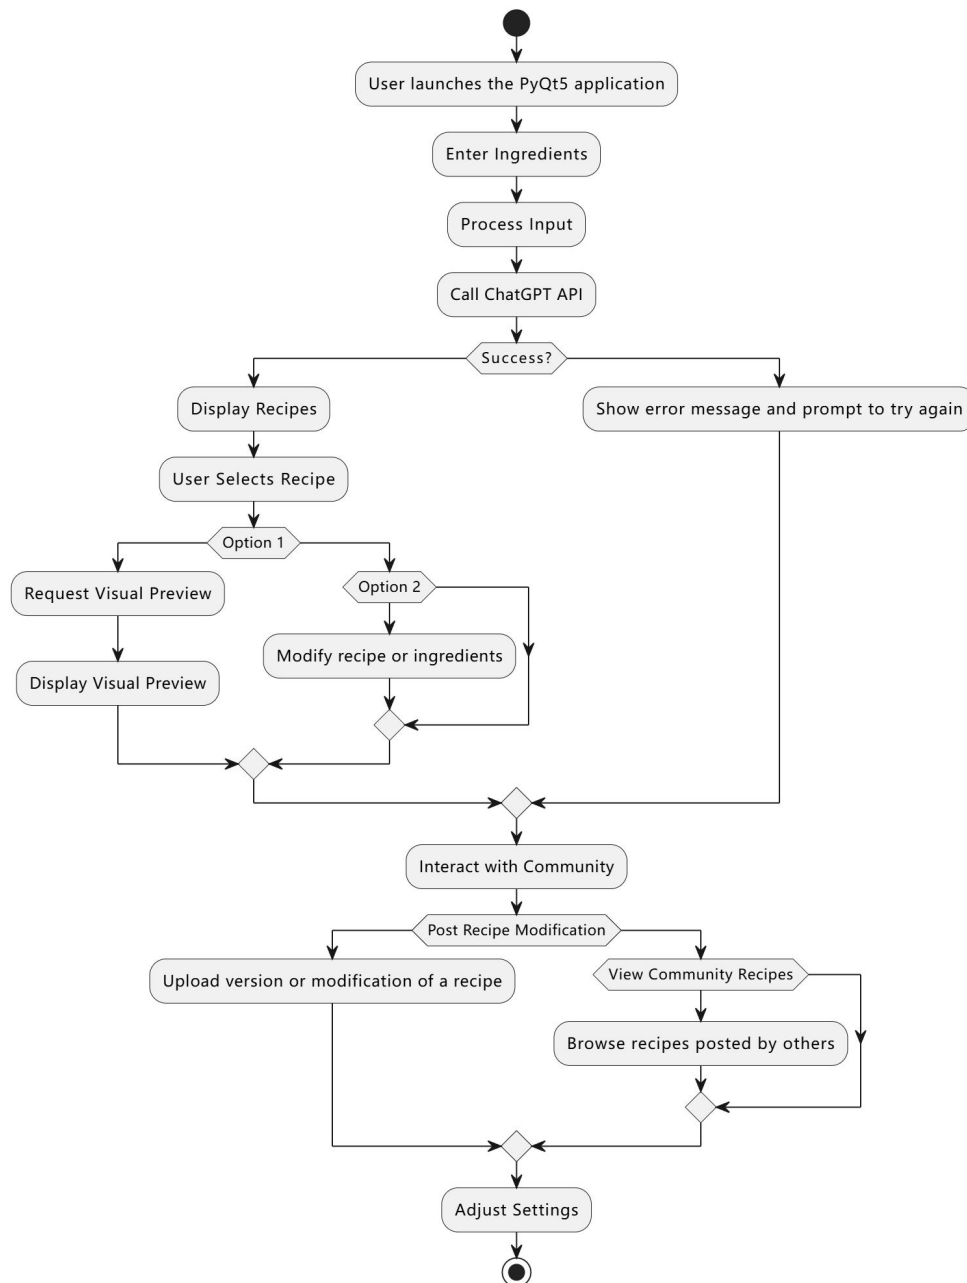 User launches the PyQt5 application
Enter Ingredients
Process Input
Call ChatGPT API
Success?
Display Recipes
Show error message and prompt to try again
User Selects Recipe
Option 1
Request Visual Preview
Option 2
Modify recipe or ingredients
Display Visual Preview
Interact with Community
Post Recipe Modification
Upload version or modification of a recipe
View Community Recipes
Browse recipes posted by others
Adjust Settings